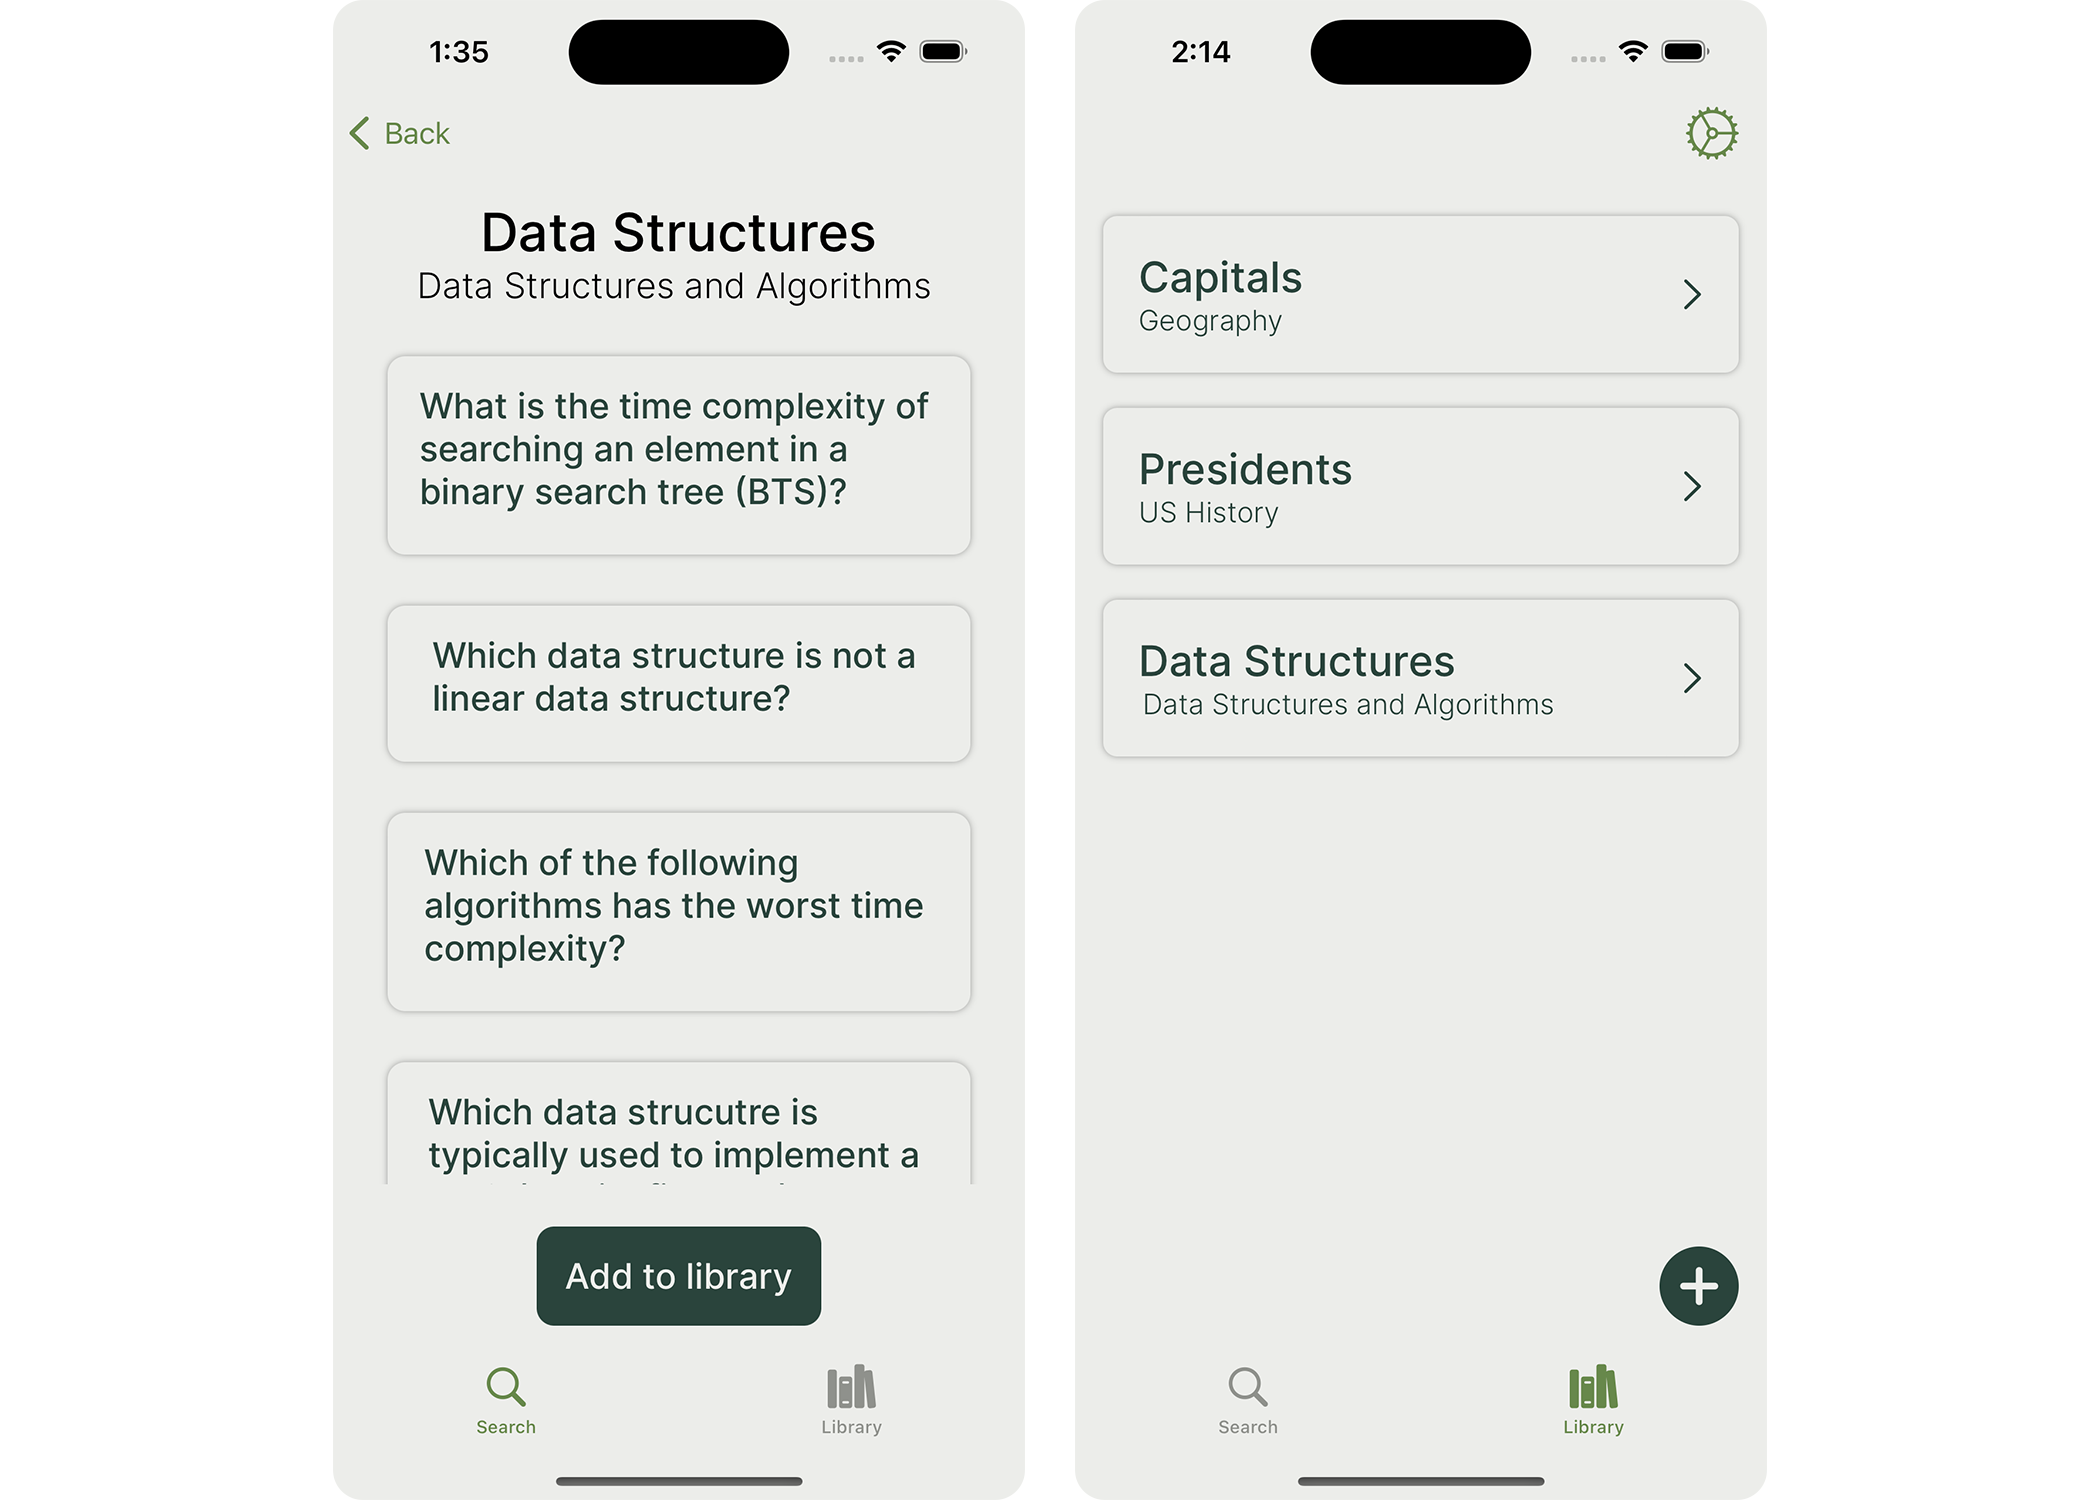 1:35
Back
Data Structures
Data Structures and Algorithms
What is the time complexity of
searching an element in a
binary search tree (BTS)?
Which data structure is not a
linear data structure?
Which of the following
algorithms has the worst time
complexity?
Which data strucutre is
typically used to implement a
Add to library
Search
Library
2:14
Capitals
Geography
Presidents
US History
Data Structures
Data Structures and Algorithms
Search
Library